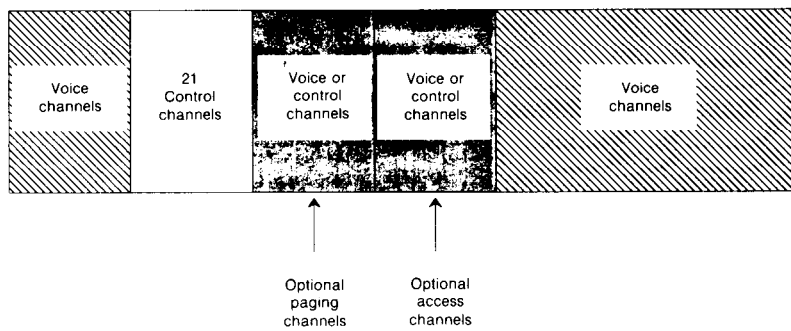 Voice
channels
21
Control
channels
Voice or
control
channels
Voice or
control
channels
Voice
channels
Optional
paging
channels
Optional
access
channels